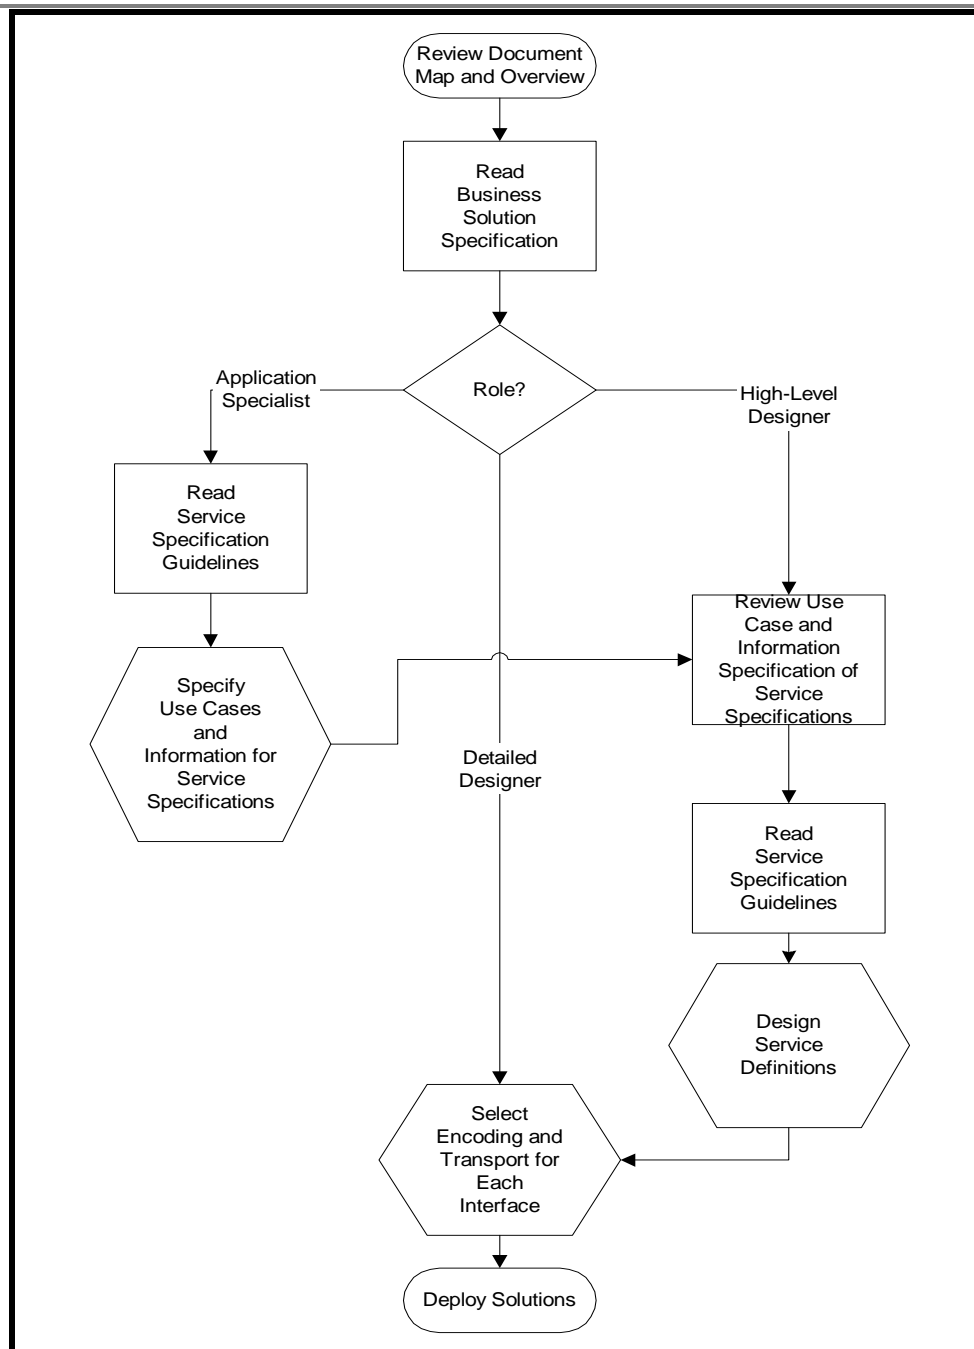 Review Document
Map and Overview
Read
Business
Solution
Specification
Role?
Application
Specialist
High-Level
Designer
Read
Service
Specification
Guidelines
Review Use
Case and
Information
Specification of
Service
Specifications
Specify
Use Cases
and
Information for
Service
Specifications
Detailed
Designer
Read
Service
Specification
Guidelines
Design
Service
Definitions
Select
Encoding and
Transport for
Each
Interface
Deploy Solutions